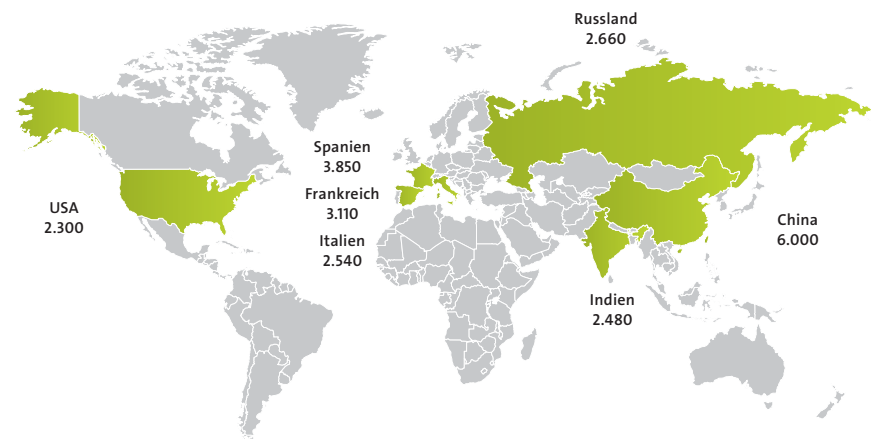 Russland
2.660
Spanien
3.850
Frankreich
3.110
Italien
2.540
USA
2.300
China
6.000
Indien
2.480